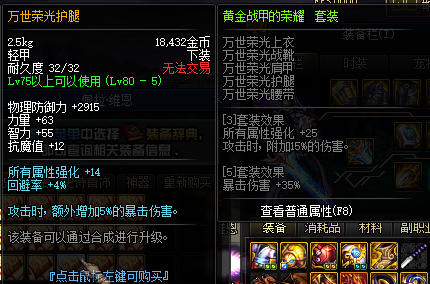 万世荣光护腿
2.5kg 18,432金币
轻甲 下装
耐久度 32/32 无法交易
Lv75以上可以使用 (Lv80 - 5)
物理防御力 +2915
力量 +63
智力 +55
抗魔值 +12
所有属性强化 +14
回避率 +4%
攻击时，额外增加5%的暴击伤害。
该装备可以通过合成进行升级。
『点击鼠标左键可购买』
黄金战甲的荣耀 套装
万世荣光上衣
万世荣光战靴
万世荣光肩甲
万世荣光护腿
万世荣光腰带
[3]套装效果
所有属性强化 +25
攻击时，附加15%的伤害。
[5]套装效果
暴击伤害 +35%
查看普通属性(F8)
装备栏(I)
时装
装备 消耗品 材料 副职业